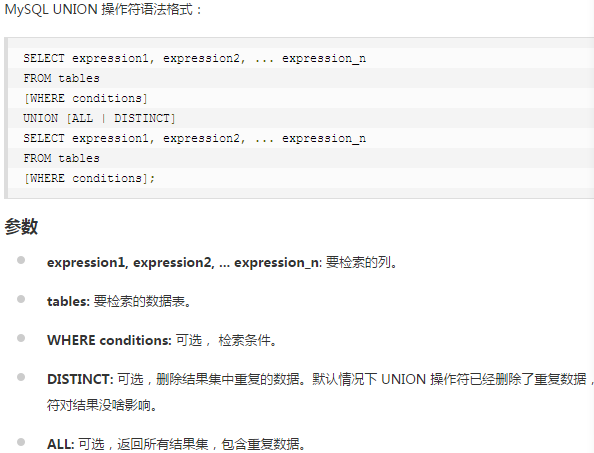 MySQL UNION 操作符语法格式：
SELECT expression1, expression2, ... expression_n
FROM tables
[WHERE conditions]
UNION [ALL | DISTINCT]
SELECT expression1, expression2, ... expression_n
FROM tables
[WHERE conditions];
参数
expression1, expression2, ... expression_n: 要检索的列。
tables: 要检索的数据表。
WHERE conditions: 可选， 检索条件。
DISTINCT: 可选，删除结果集中重复的数据。默认情况下 UNION 操作符已经删除了重复数据，
符对结果没啥影响。
ALL: 可选，返回所有结果集，包含重复数据。